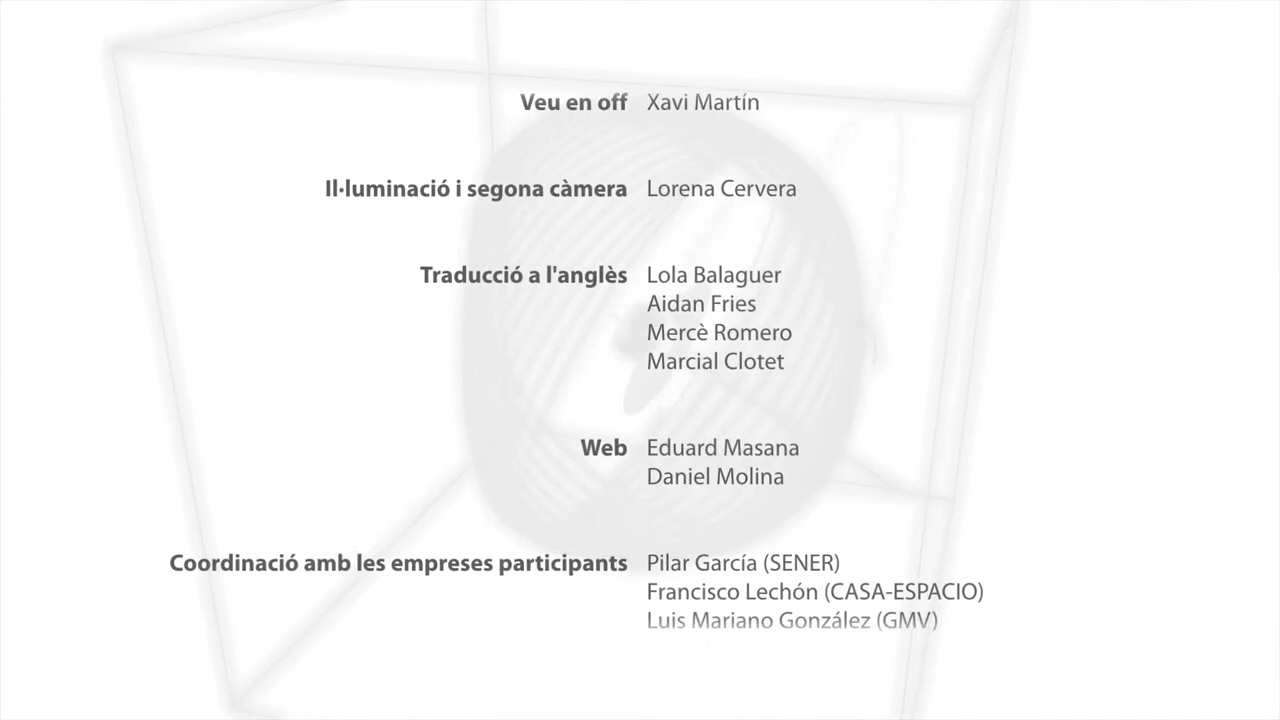 Veu en off Xavi Martín
Il·luminació i segona càmera Lorena Cervera
Traducció a l'anglès Lola Balaguer
Aidan Fries
Mercè Romero
Marcial Clotet
Web Eduard Masana
Daniel Molina
Coordinació amb les empreses participants Pilar García (SENER)
Francisco Lechón (CASA-ESPACIO)
Luis Mariano González (GMV)